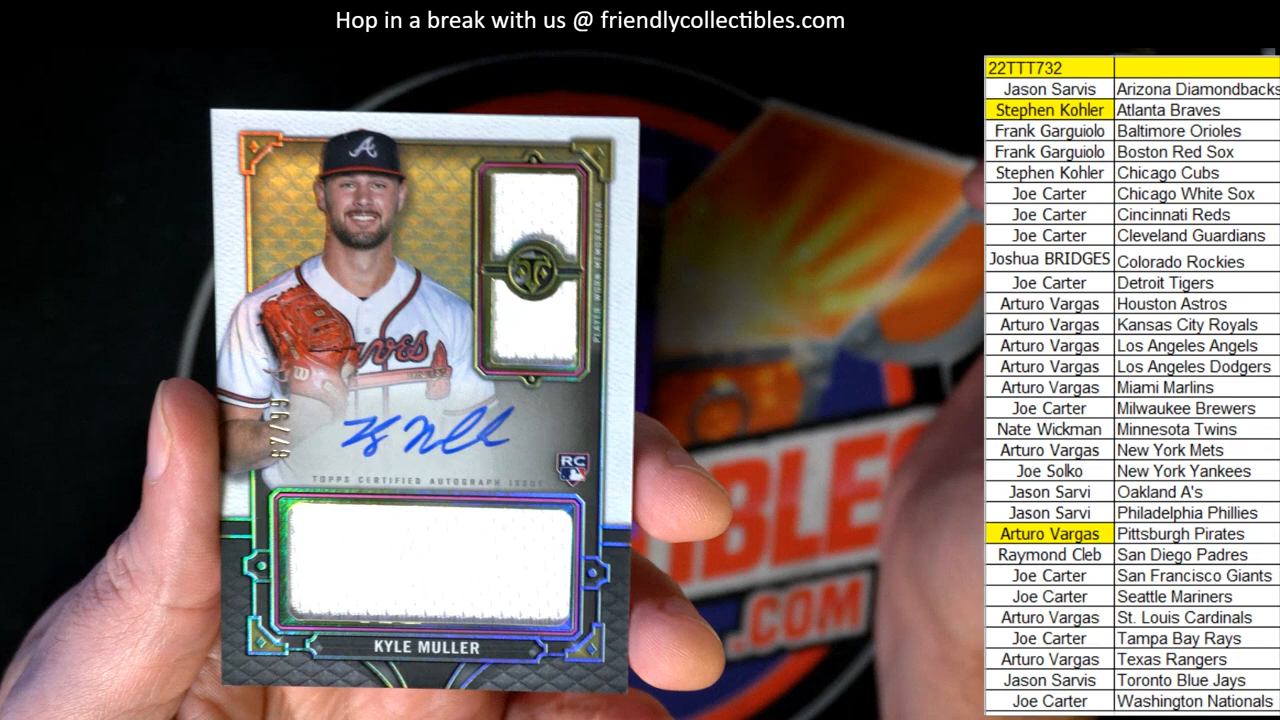 Hop in a break with us @ friendlycollectibles.com
22TTT732
Jason Sarvis Arizona Diamondbacks
Stephen Kohler Atlanta Braves
Frank Garguiolo Baltimore Orioles
Frank Garguiolo Boston Red Sox
Stephen Kohler Chicago Cubs
Joe Carter Chicago White Sox
Joe Carter Cincinnati Reds
Joe Carter Cleveland Guardians
Joshua BRIDGES Colorado Rockies
Joe Carter Detroit Tigers
Arturo Vargas Houston Astros
Arturo Vargas Kansas City Royals
Arturo Vargas Los Angeles Angels
Arturo Vargas Los Angeles Dodgers
Arturo Vargas Miami Marlins
Joe Carter Milwaukee Brewers
Nate Wickman Minnesota Twins
Arturo Vargas New York Mets
Joe Solko New York Yankees
Jason Sarvi Oakland A's
Jason Sarvi Philadelphia Phillies
Arturo Vargas Pittsburgh Pirates
Raymond Cleb San Diego Padres
Joe Carter San Francisco Giants
Joe Carter Seattle Mariners
Arturo Vargas St. Louis Cardinals
Joe Carter Tampa Bay Rays
Arturo Vargas Texas Rangers
Jason Sarvis Toronto Blue Jays
Joe Carter Washington Nationals
A
PLAYER-WORN MEMORABILIA
TTT
RC
TOPPS CERTIFIED AUTOGRAPH ISSUE
KYLE MULLER
IBLES
.COM